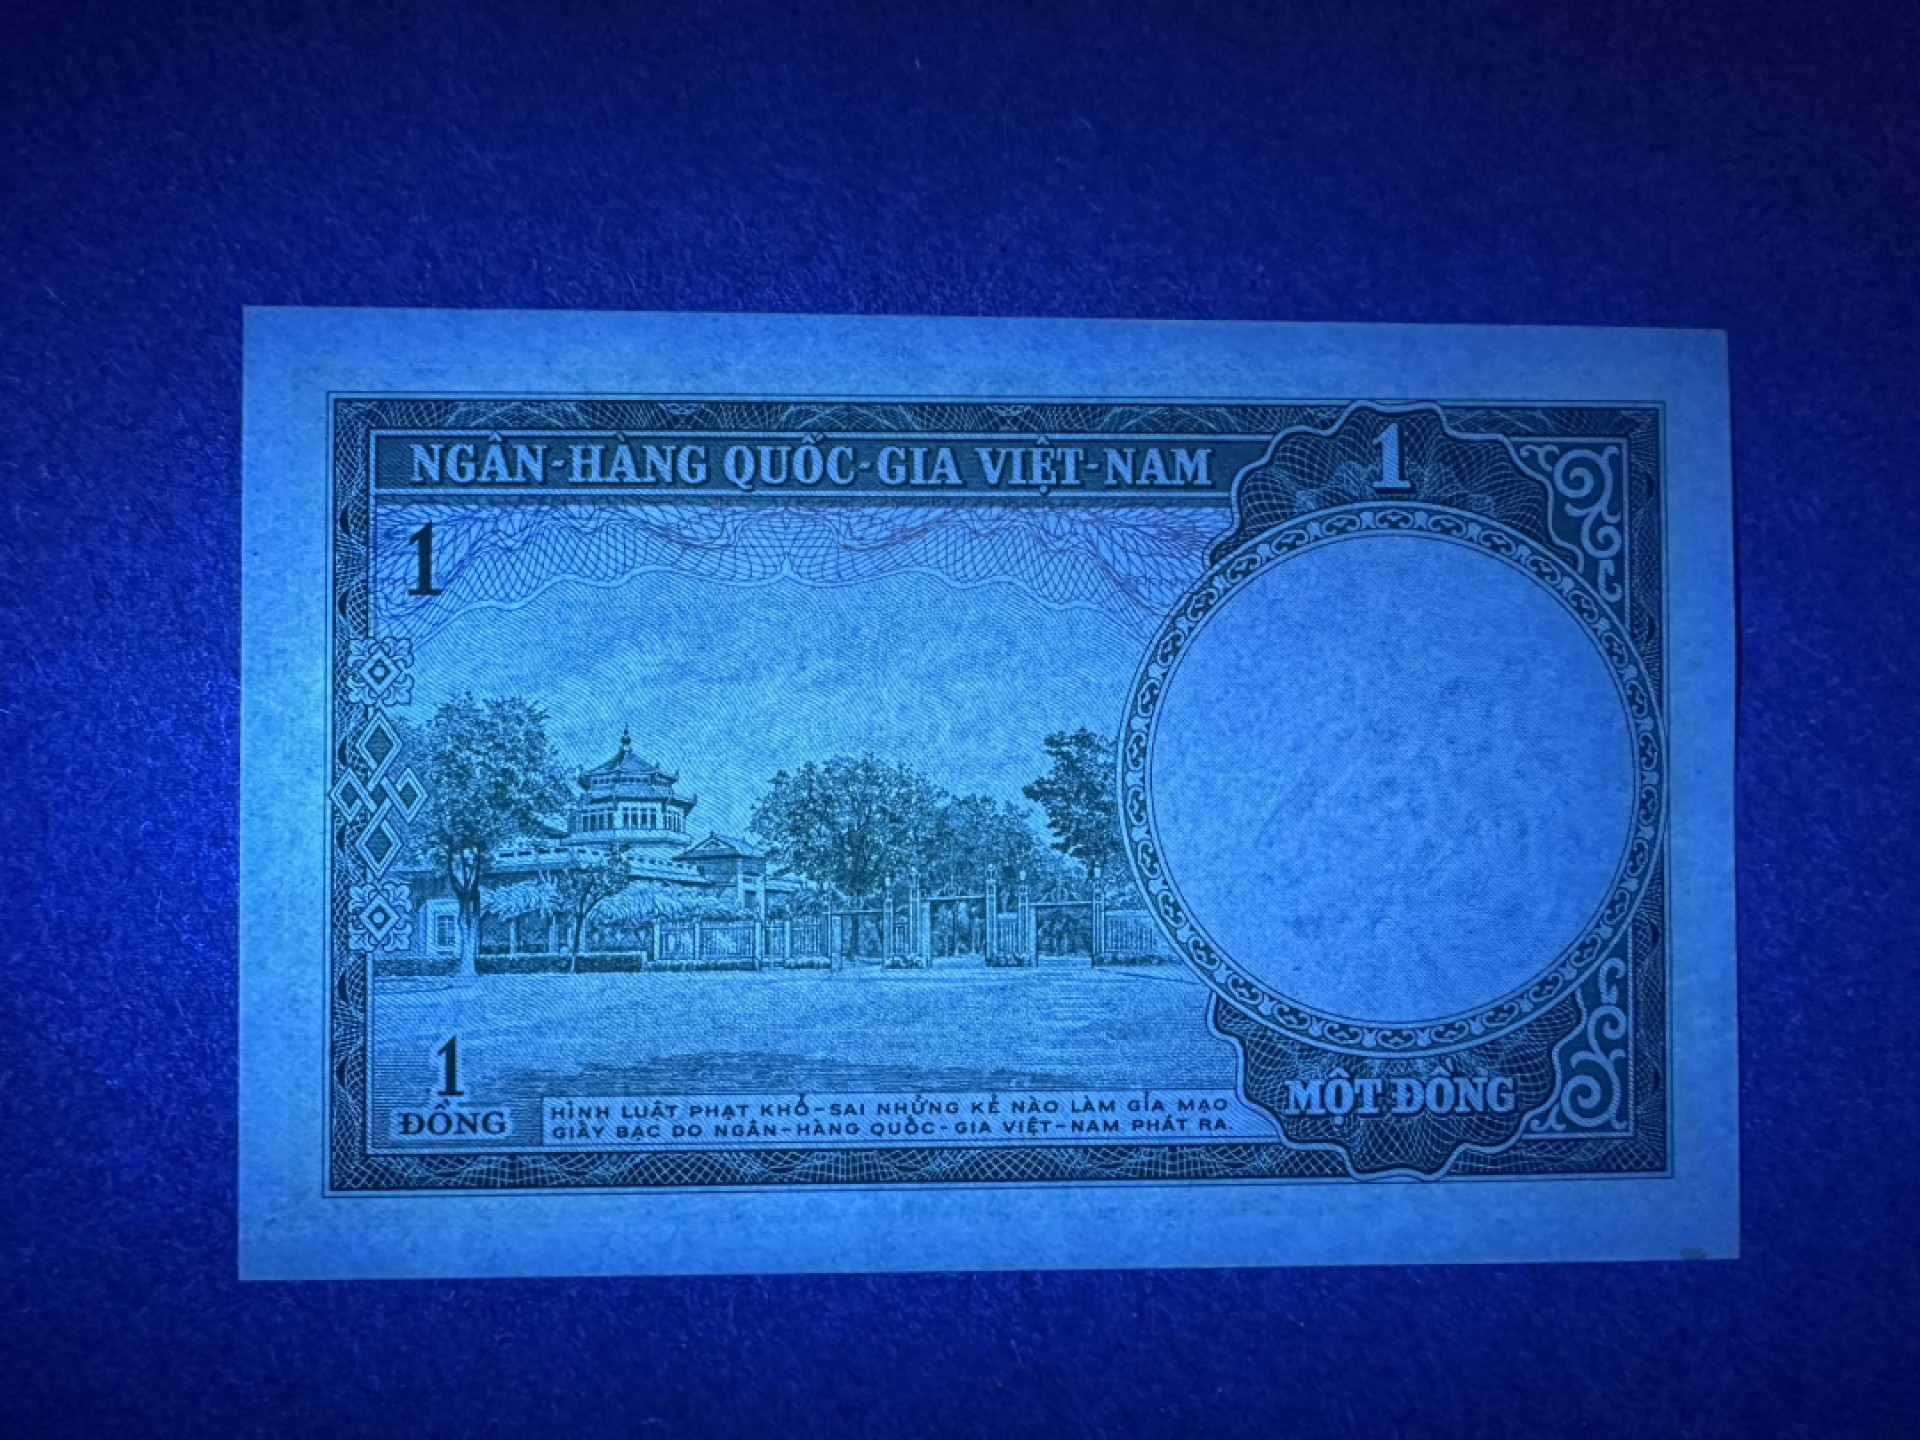 NGÂN-HÀNG QUỐC-GIA VIỆT-NAM
1
1
1
ĐỒNG
HÌNH LUẬT PHẠT KHỔ-SAI NHỮNG KẺ NÀO LÀM GỈA MẠO
GIẤY BẠC DO NGÂN-HÀNG QUỐC-GIA VIỆT-NAM PHÁT RA.
MỘT ĐỒNG